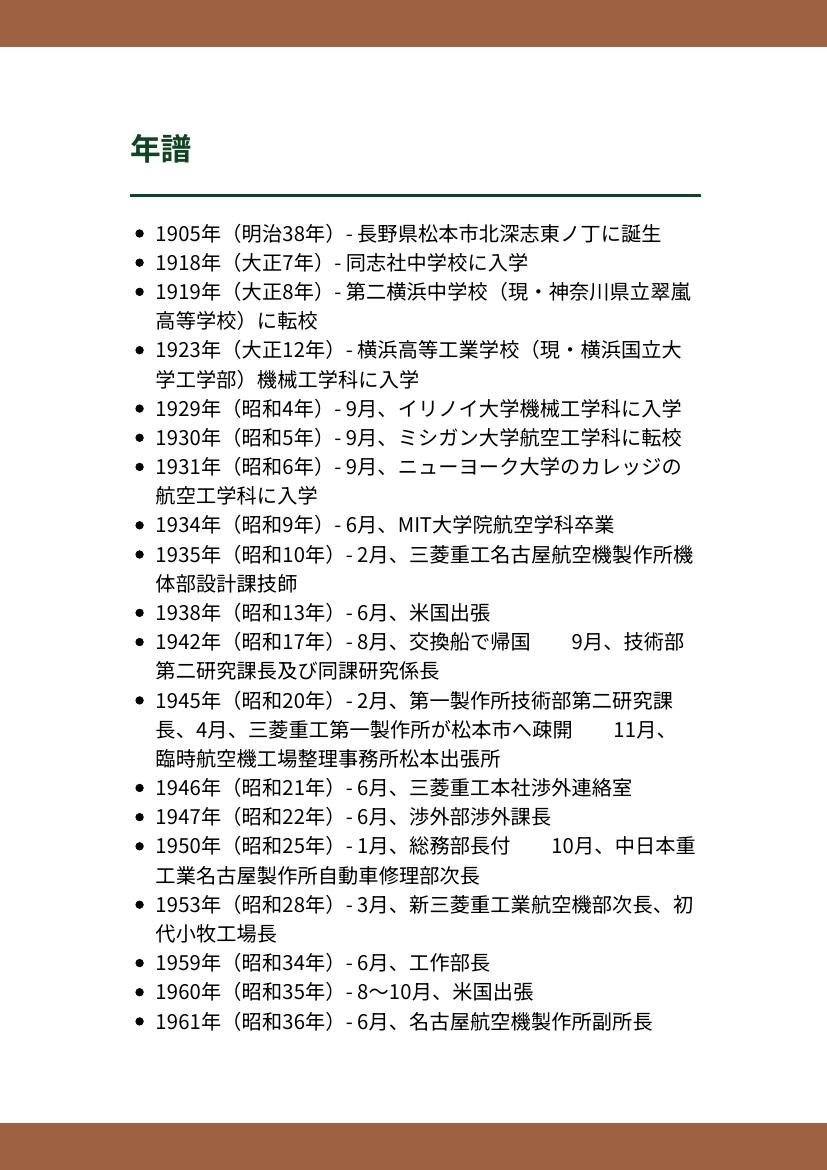 年譜
• 1905年（明治38年）- 長野県松本市北深志東ノ丁に誕生
• 1918年（大正7年）- 同志社中学校に入学
• 1919年（大正8年）- 第二横浜中学校（現・神奈川県立翠嵐
高等学校）に転校
• 1923年（大正12年）- 横浜高等工業学校（現・横浜国立大
学工学部）機械工学科に入学
• 1929年（昭和4年）- 9月、イリノイ大学機械工学科に入学
• 1930年（昭和5年）- 9月、ミシガン大学航空工学科に転校
• 1931年（昭和6年）- 9月、ニューヨーク大学のカレッジの
航空工学科に入学
• 1934年（昭和9年）- 6月、MIT大学院航空学科卒業
• 1935年（昭和10年）- 2月、三菱重工名古屋航空機製作所機
体部設計課技師
• 1938年（昭和13年）- 6月、米国出張
• 1942年（昭和17年）- 8月、交換船で帰国　　9月、技術部
第二研究課長及び同課研究係長
• 1945年（昭和20年）- 2月、第一製作所技術部第二研究課
長、4月、三菱重工第一製作所が松本市へ疎開　　11月、
臨時航空機工場整理事務所松本出張所
• 1946年（昭和21年）- 6月、三菱重工本社渉外連絡室
• 1947年（昭和22年）- 6月、渉外部渉外課長
• 1950年（昭和25年）- 1月、総務部長付　　10月、中日本重
工業名古屋製作所自動車修理部次長
• 1953年（昭和28年）- 3月、新三菱重工業航空機部次長、初
代小牧工場長
• 1959年（昭和34年）- 6月、工作部長
• 1960年（昭和35年）- 8〜10月、米国出張
• 1961年（昭和36年）- 6月、名古屋航空機製作所副所長